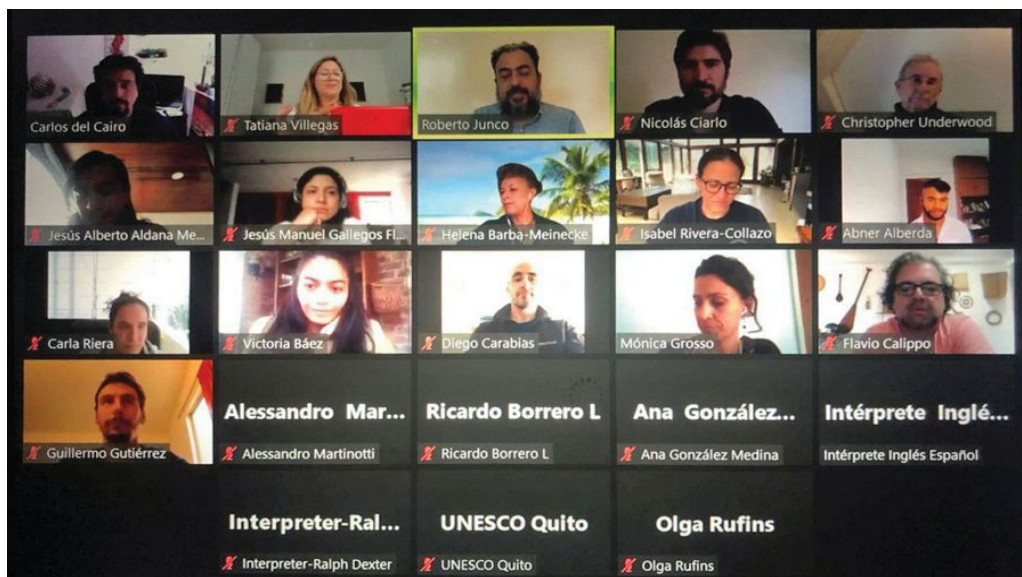 Carlos del Cairo
Tatiana Villegas
Roberto Junco
Nicolás Ciarlo
Christopher Underwood
Jesús Alberto Aldana Me...
Jesús Manuel Gallegos Fl...
Helena Barba-Meinecke
Isabel Rivera-Collazo
Abner Alberda
Carla Riera
Victoria Báez
Diego Carabias
Mónica Grosso
Flavio Calippo
Guillermo Gutiérrez
Alessandro Mar...
Alessandro Martinotti
Ricardo Borrero L
Ricardo Borrero L
Ana González...
Ana González Medina
Intérprete Inglé...
Intérprete Inglés Español
Interpreter-Ral...
Interpreter-Ralph Dexter
UNESCO Quito
UNESCO Quito
Olga Rufins
Olga Rufins